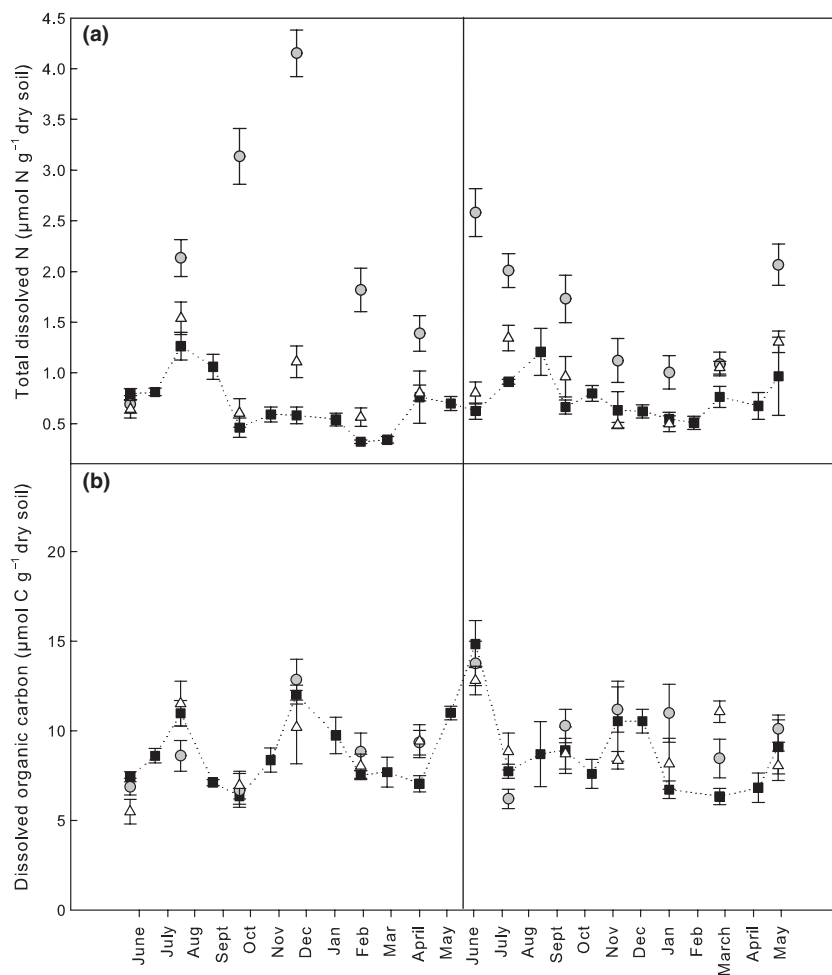 (a)
Total dissolved N (μmol N g⁻¹ dry soil)
4.5
4.0
3.5
3.0
2.5
2.0
1.5
1.0
0.5
(b)
Dissolved organic carbon (μmol C g⁻¹ dry soil)
20
15
10
5
0
June
July
Aug
Sept
Oct
Nov
Dec
Jan
Feb
Mar
April
May
June
July
Aug
Sept
Oct
Nov
Dec
Jan
Feb
March
April
May